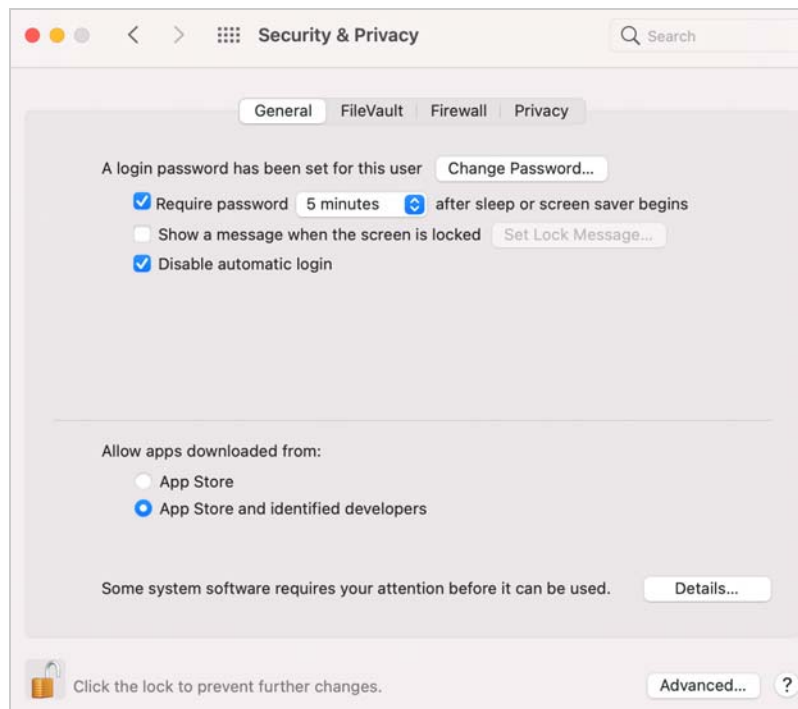 Security & Privacy
Search
General FileVault Firewall Privacy
A login password has been set for this user Change Password...
Require password 5 minutes after sleep or screen saver begins
Show a message when the screen is locked Set Lock Message...
Disable automatic login
Allow apps downloaded from:
App Store
App Store and identified developers
Some system software requires your attention before it can be used. Details...
Click the lock to prevent further changes. Advanced... ?